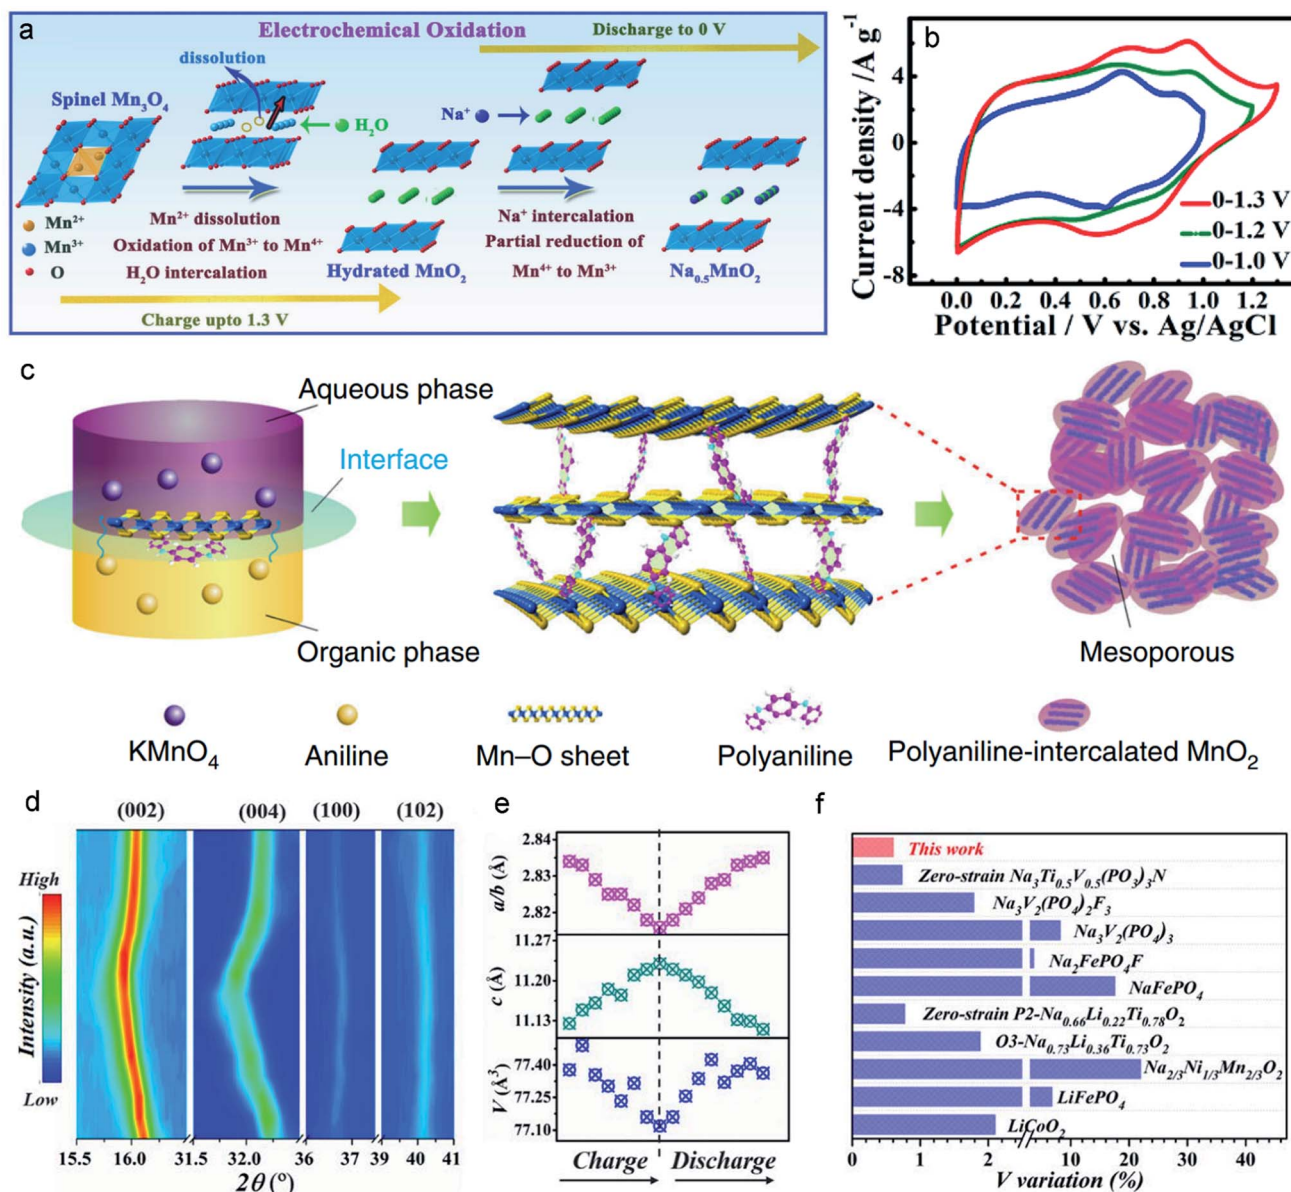 a
Electrochemical Oxidation
Discharge to 0 V
dissolution
Spinel Mn₃O₄
H₂O
Na⁺
Mn²⁺
Mn³⁺
O
Mn²⁺ dissolution
Oxidation of Mn³⁺ to Mn⁴⁺
H₂O intercalation
Hydrated MnO₂
Na⁺ intercalation
Partial reduction of
Mn⁴⁺ to Mn³⁺
Na₀.₅MnO₂
Charge upto 1.3 V
b
Current density /A g⁻¹
4
0
-4
-8
0-1.3 V
0-1.2 V
0-1.0 V
0.0 0.2 0.4 0.6 0.8 1.0 1.2
Potential / V vs. Ag/AgCl
c
Aqueous phase
Interface
Organic phase
Mesoporous
KMnO₄
Aniline
Mn–O sheet
Polyaniline
Polyaniline-intercalated MnO₂
d
(002) (004) (100) (102)
High
Intensity (a.u.)
Low
15.5 16.0 31.5 32.0 36 37 39 40 41
2θ (º)
e
a/b (Å)
2.84
2.83
2.82
c (Å)
11.27
11.20
11.13
V (Å³)
77.40
77.25
77.10
Charge Discharge
f
This work
Zero-strain Na₃Ti₀.₅V₀.₅(PO₃)₃N
Na₃V₂(PO₄)₂F₃
Na₃V₂(PO₄)₃
Na₂FePO₄F
NaFePO₄
Zero-strain P2-Na₀.₆₆Li₀.₂₂Ti₀.₇₈O₂
O3-Na₀.₇₃Li₀.₃₆Ti₀.₇₃O₂
Na₂/₃Ni₁/₃Mn₂/₃O₂
LiFePO₄
LiCoO₂
0 1 2 10 20 30 40
V variation (%)